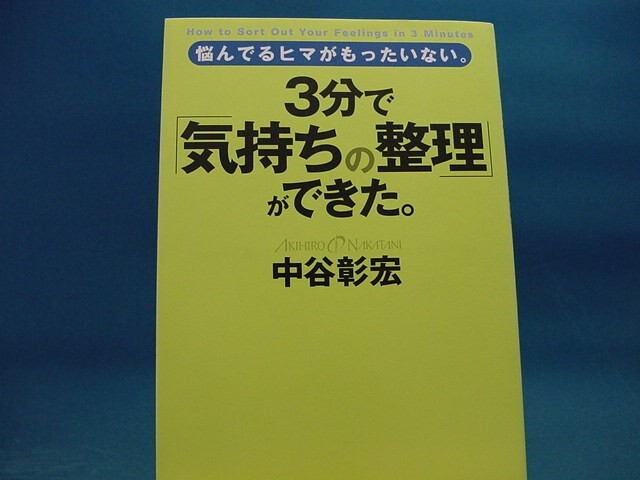 How to Sort Out Your Feelings in 3 Minutes
悩んでるヒマがもったいない。
3分で
「気持ちの整理」
ができた。
AKIHIRO NAKATANI
中谷彰宏